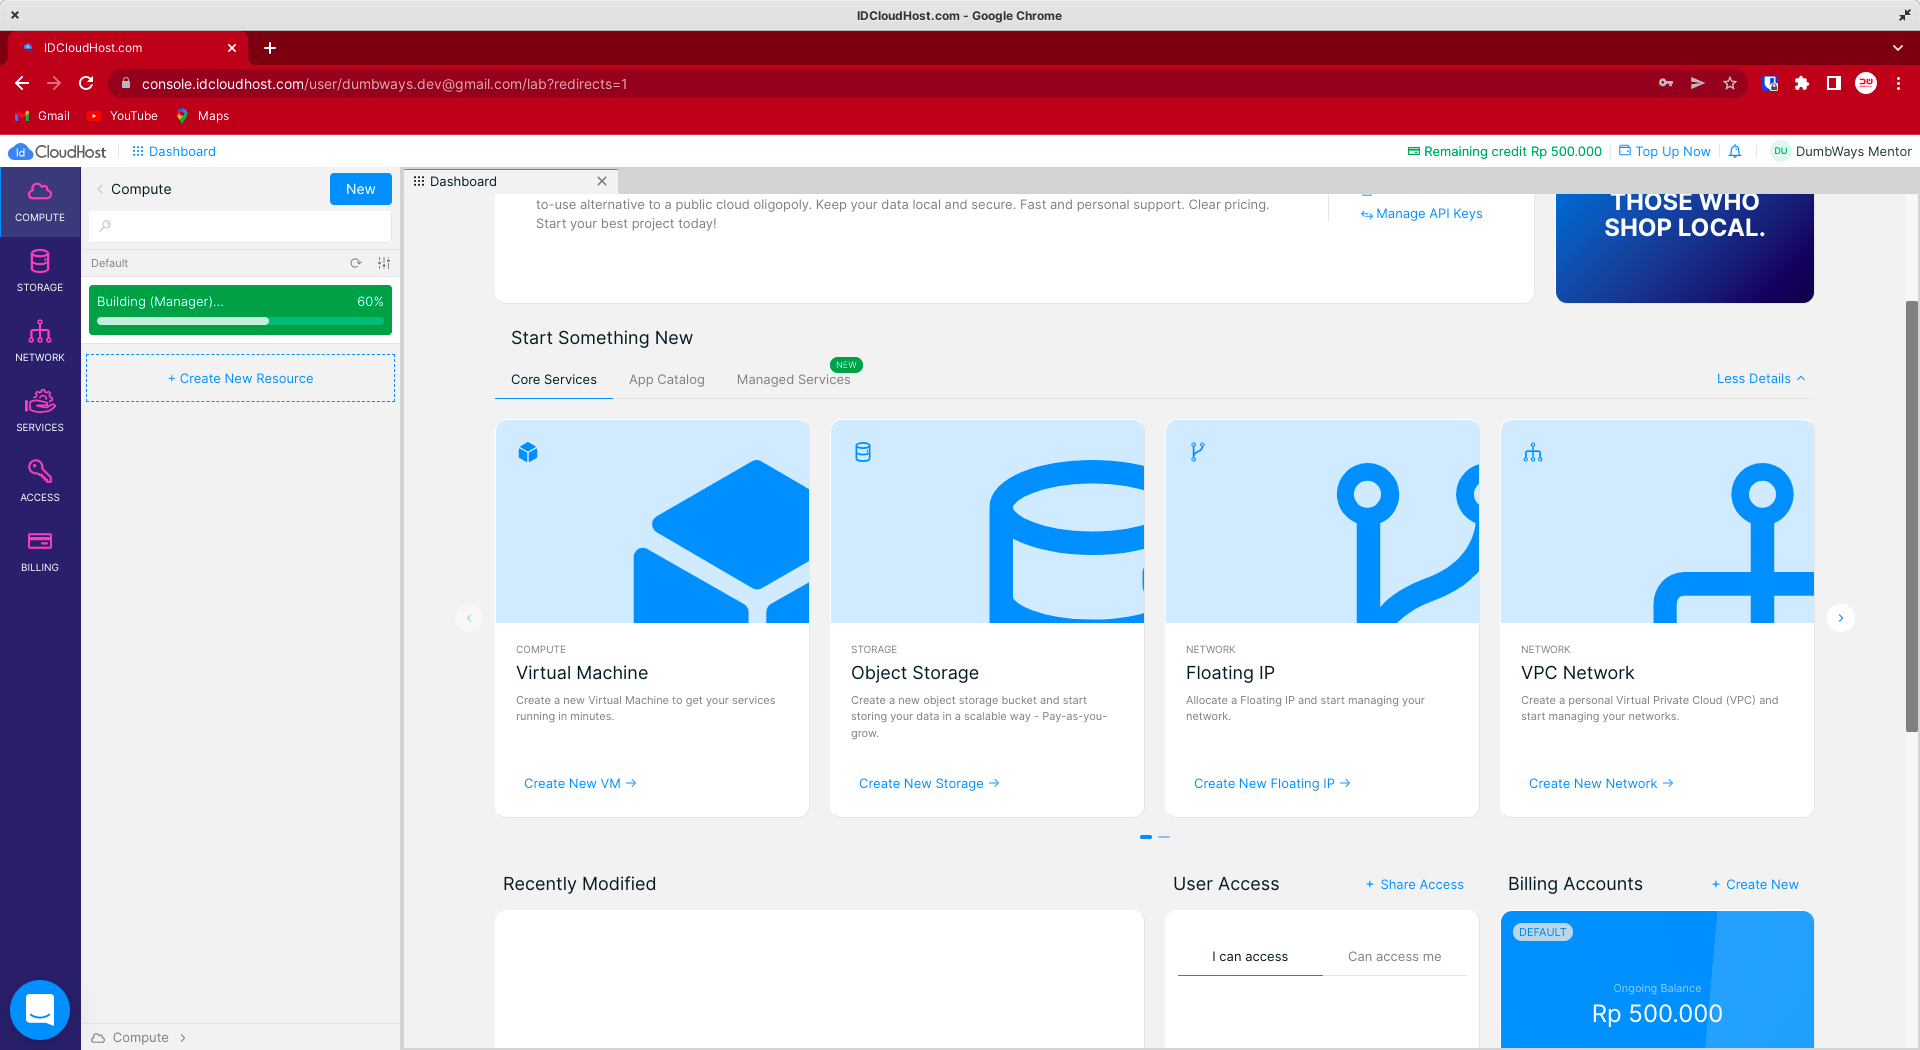 IDCloudHost.com - Google Chrome
IDCloudHost.com
console.idcloudhost.com/user/dumbways.dev@gmail.com/lab?redirects=1
Gmail
YouTube
Maps
Id CloudHost
Dashboard
Remaining credit Rp 500.000
Top Up Now
DU
DumbWays Mentor
COMPUTE
STORAGE
NETWORK
SERVICES
ACCESS
BILLING
Compute
New
Default
Building (Manager)...
60%
+ Create New Resource
Compute
Dashboard
to-use alternative to a public cloud oligopoly. Keep your data local and secure. Fast and personal support. Clear pricing.
Start your best project today!
Manage API Keys
THOSE WHO
SHOP LOCAL.
Start Something New
Core Services
App Catalog
Managed Services
NEW
Less Details
COMPUTE
Virtual Machine
Create a new Virtual Machine to get your services
running in minutes.
Create New VM →
STORAGE
Object Storage
Create a new object storage bucket and start
storing your data in a scalable way - Pay-as-you-
grow.
Create New Storage →
NETWORK
Floating IP
Allocate a Floating IP and start managing your
network.
Create New Floating IP →
NETWORK
VPC Network
Create a personal Virtual Private Cloud (VPC) and
start managing your networks.
Create New Network →
Recently Modified
User Access
+ Share Access
I can access
Can access me
Billing Accounts
+ Create New
DEFAULT
Ongoing Balance
Rp 500.000